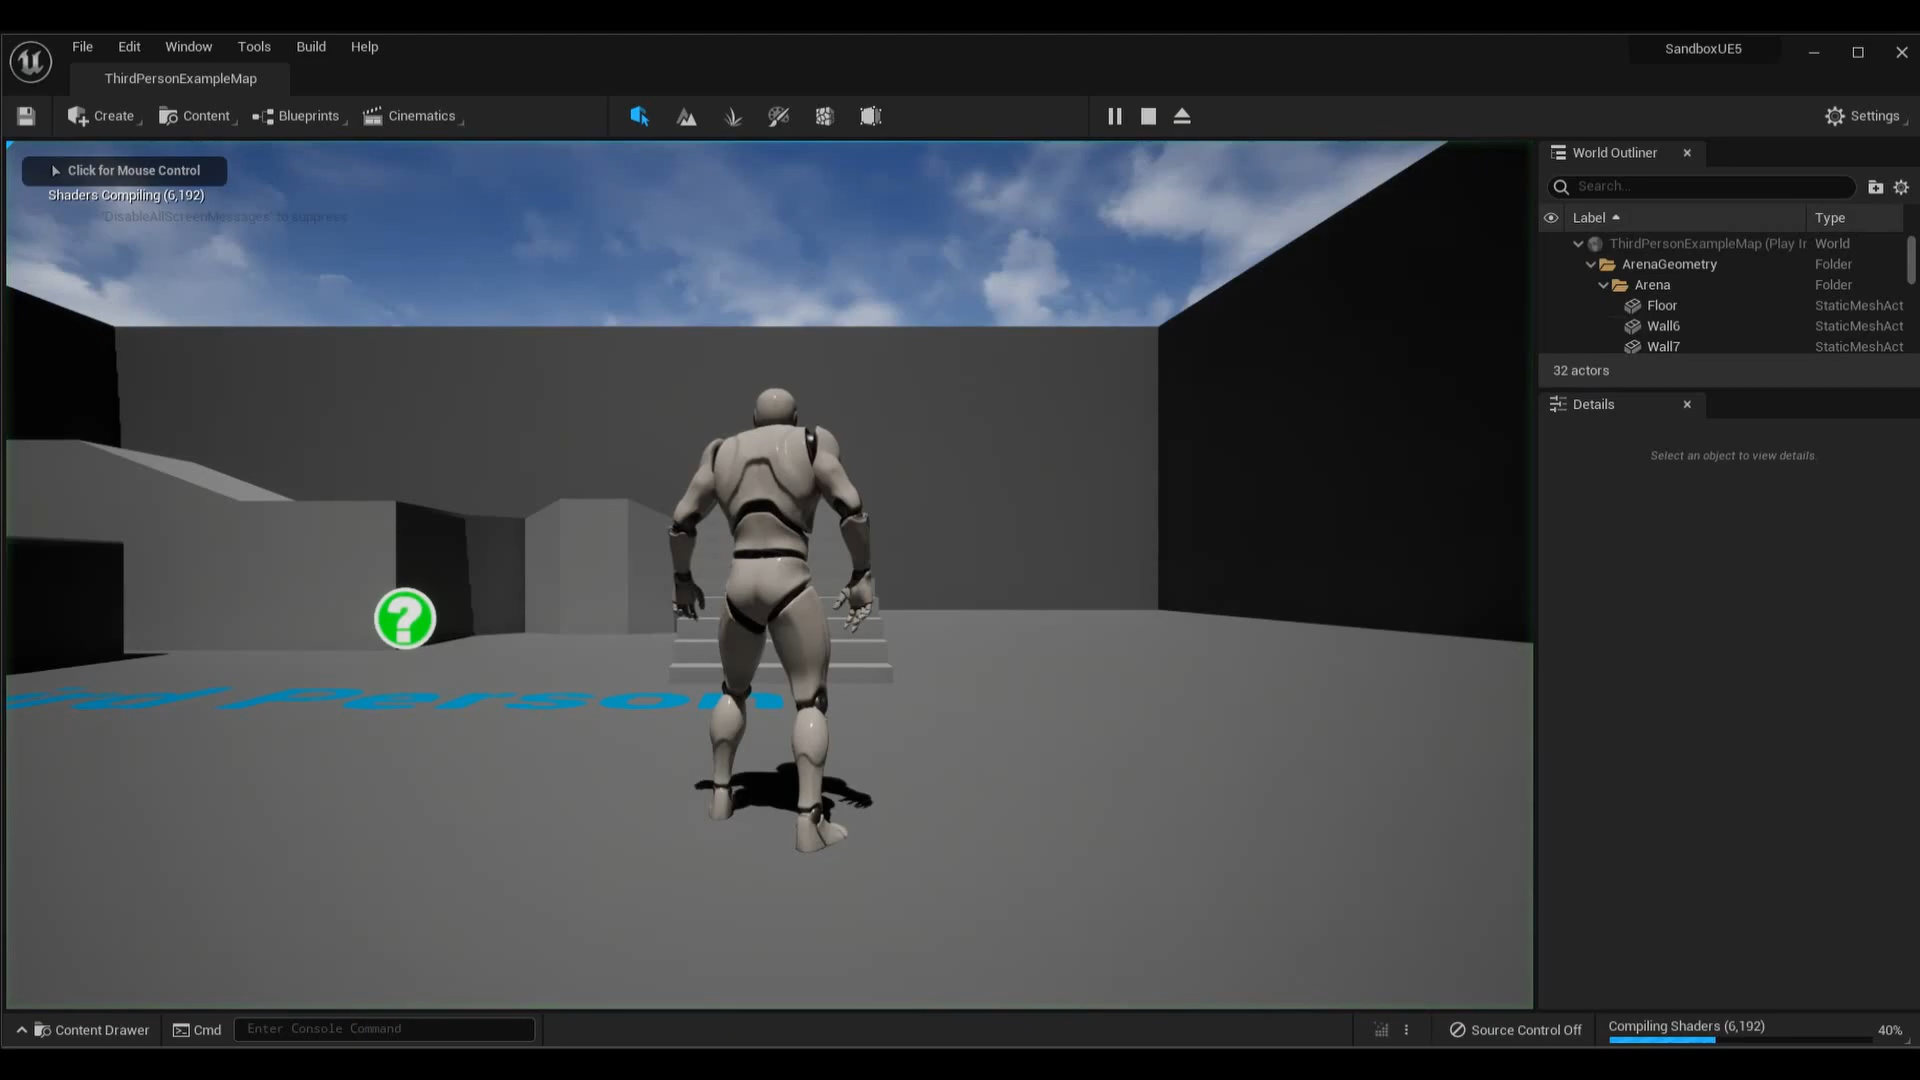 File Edit Window Tools Build Help
SandboxUE5
ThirdPersonExampleMap
Create Content Blueprints Cinematics
Settings
Click for Mouse Control
Shaders Compiling (6,192)
'DisableAllScreenMessages' to suppress
World Outliner
Search...
Label Type
ThirdPersonExampleMap (Play Ir World
ArenaGeometry Folder
Arena Folder
Floor StaticMeshAct
Wall6 StaticMeshAct
Wall7 StaticMeshAct
32 actors
Details
Select an object to view details.
Person
Content Drawer Cmd Enter Console Command
Source Control Off
Compiling Shaders (6,192)
40%